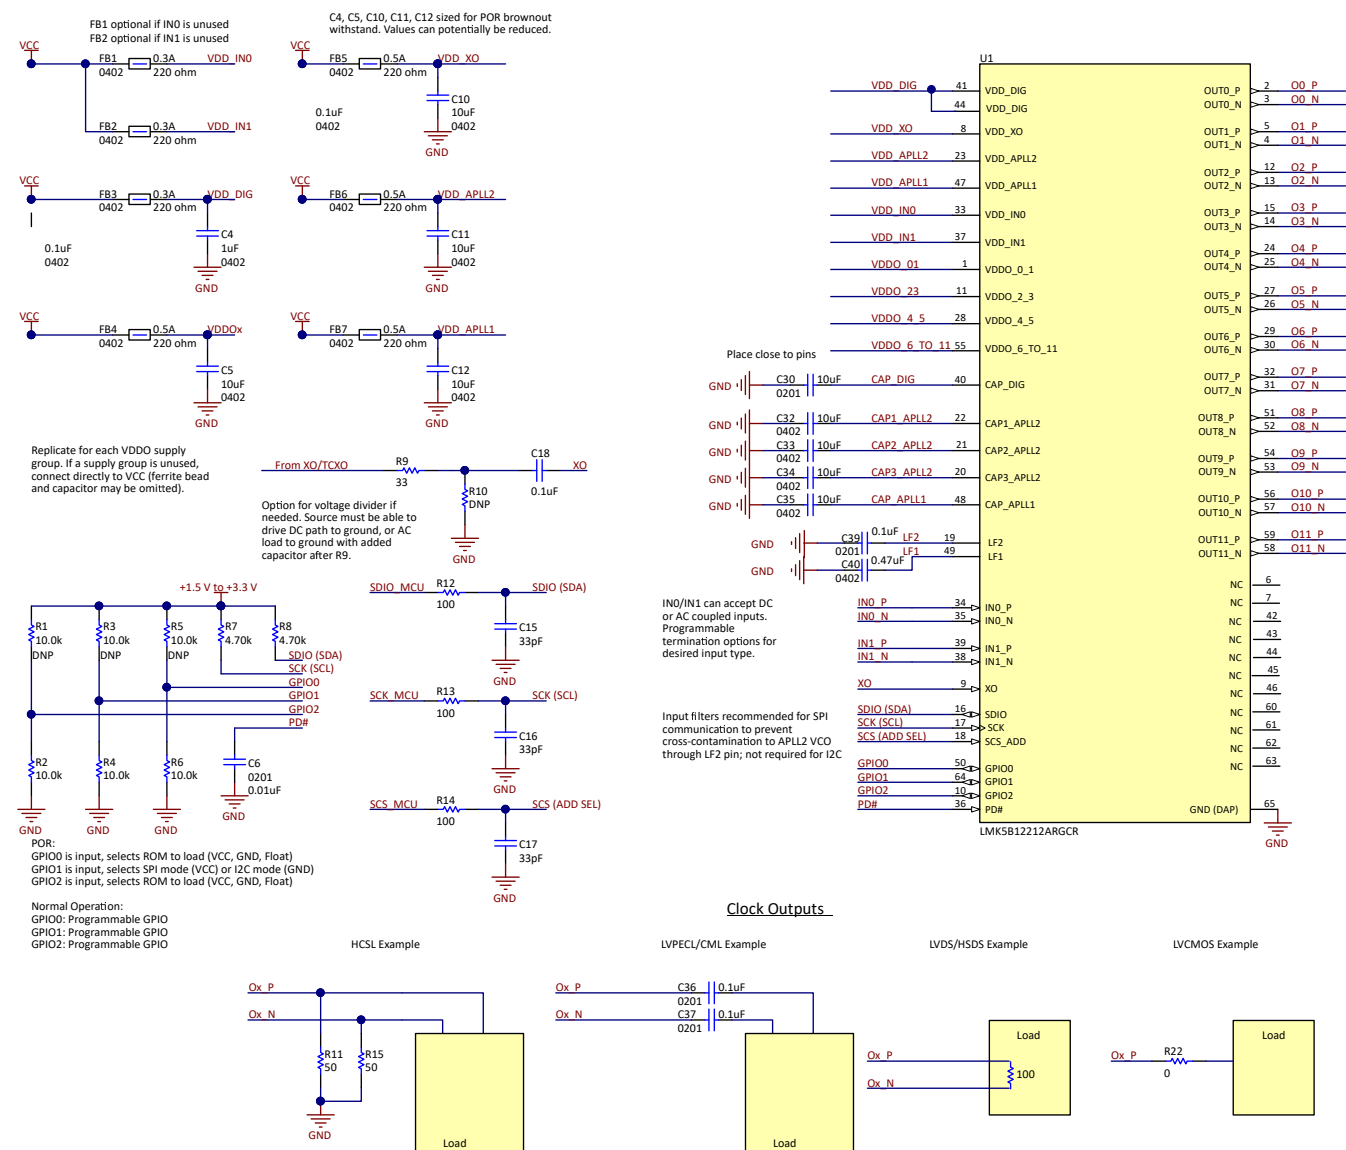 FB1 optional if IN0 is unused
FB2 optional if IN1 is unused
C4, C5, C10, C11, C12 sized for POR brownout
withstand. Values can potentially be reduced.
VCC
FB1 0.3A VDD_IN0
0402 220 ohm
FB2 0.3A VDD_IN1
0402 220 ohm
VCC
FB5 0.5A VDD_XO
0402 220 ohm
C10
10uF
0402
0.1uF
0402
GND
VCC
FB3 0.3A VDD_DIG
0402 220 ohm
C4
1uF
0402
0.1uF
0402
GND
VCC
FB6 0.5A VDD_APLL2
0402 220 ohm
C11
10uF
0402
GND
VCC
FB4 0.5A VDDOx
0402 220 ohm
C5
10uF
0402
GND
VCC
FB7 0.5A VDD_APLL1
0402 220 ohm
C12
10uF
0402
GND
Replicate for each VDDO supply
group. If a supply group is unused,
connect directly to VCC (ferrite bead
and capacitor may be omitted).
From XO/TCXO R9 C18 XO
33
R10
DNP
0.1uF
GND
Option for voltage divider if
needed. Source must be able to
drive DC path to ground, or AC
load to ground with added
capacitor after R9.
+1.5 V to +3.3 V
R1
10.0k
DNP
R3
10.0k
DNP
R5
10.0k
DNP
R7
4.70k
R8
4.70k
SDIO (SDA)
SCK (SCL)
GPIO0
GPIO1
GPIO2
PD#
R2
10.0k
R4
10.0k
R6
10.0k
C6
0201
0.01uF
GND GND GND GND
SDIO_MCU R12 SDIO (SDA)
100
C15
33pF
GND
SCK_MCU R13 SCK (SCL)
100
C16
33pF
GND
SCS_MCU R14 SCS (ADD SEL)
100
C17
33pF
GND
POR:
GPIO0 is input, selects ROM to load (VCC, GND, Float)
GPIO1 is input, selects SPI mode (VCC) or I2C mode (GND)
GPIO2 is input, selects ROM to load (VCC, GND, Float)
Normal Operation:
GPIO0: Programmable GPIO
GPIO1: Programmable GPIO
GPIO2: Programmable GPIO
U1
VDD_DIG 41 VDD_DIG
44 VDD_DIG
VDD_XO 8 VDD_XO
VDD_APLL2 23 VDD_APLL2
VDD_APLL1 47 VDD_APLL1
VDD_IN0 33 VDD_IN0
VDD_IN1 37 VDD_IN1
VDDO_01 1 VDDO_0_1
VDDO_23 11 VDDO_2_3
VDDO_4_5 28 VDDO_4_5
VDDO_6_TO_11 55 VDDO_6_TO_11
Place close to pins
GND C30 10uF CAP_DIG 40 CAP_DIG
0201
GND C32 10uF CAP1_APLL2 22 CAP1_APLL2
0402
GND C33 10uF CAP2_APLL2 21 CAP2_APLL2
0402
GND C34 10uF CAP3_APLL2 20 CAP3_APLL2
0402
GND C35 10uF CAP_APLL1 48 CAP_APLL1
0402
GND C39 0.1uF LF2 19 LF2
0201
GND C40 0.47uF LF1 49 LF1
0402
IN0/IN1 can accept DC
or AC coupled inputs.
Programmable
termination options for
desired input type.
IN0_P 34 IN0_P
IN0_N 35 IN0_N
IN1_P 39 IN1_P
IN1_N 38 IN1_N
XO 9 XO
Input filters recommended for SPI
communication to prevent
cross-contamination to APLL2 VCO
through LF2 pin; not required for I2C
SDIO (SDA) 16 SDIO
SCK (SCL) 17 SCK
SCS (ADD SEL) 18 SCS_ADD
GPIO0 50 GPIO0
GPIO1 64 GPIO1
GPIO2 10 GPIO2
PD# 36 PD#
OUT0_P 2 O0_P
OUT0_N 3 O0_N
OUT1_P 5 O1_P
OUT1_N 4 O1_N
OUT2_P 12 O2_P
OUT2_N 13 O2_N
OUT3_P 15 O3_P
OUT3_N 14 O3_N
OUT4_P 24 O4_P
OUT4_N 25 O4_N
OUT5_P 27 O5_P
OUT5_N 26 O5_N
OUT6_P 29 O6_P
OUT6_N 30 O6_N
OUT7_P 32 O7_P
OUT7_N 31 O7_N
OUT8_P 51 O8_P
OUT8_N 52 O8_N
OUT9_P 54 O9_P
OUT9_N 53 O9_N
OUT10_P 56 O10_P
OUT10_N 57 O10_N
OUT11_P 59 O11_P
OUT11_N 58 O11_N
NC 6
NC 7
NC 42
NC 43
NC 44
NC 45
NC 46
NC 60
NC 61
NC 62
NC 63
GND (DAP) 65
GND
LMK5B12212ARGCR
Clock Outputs
HCSL Example
Ox_P
Ox_N
R11
50
R15
50
GND
Load
LVPECL/CML Example
Ox_P C36 0.1uF
0201
Ox_N C37 0.1uF
0201
Load
LVDS/HSDS Example
Load
Ox_P
100
Ox_N
LVCMOS Example
Load
Ox_P R22
0